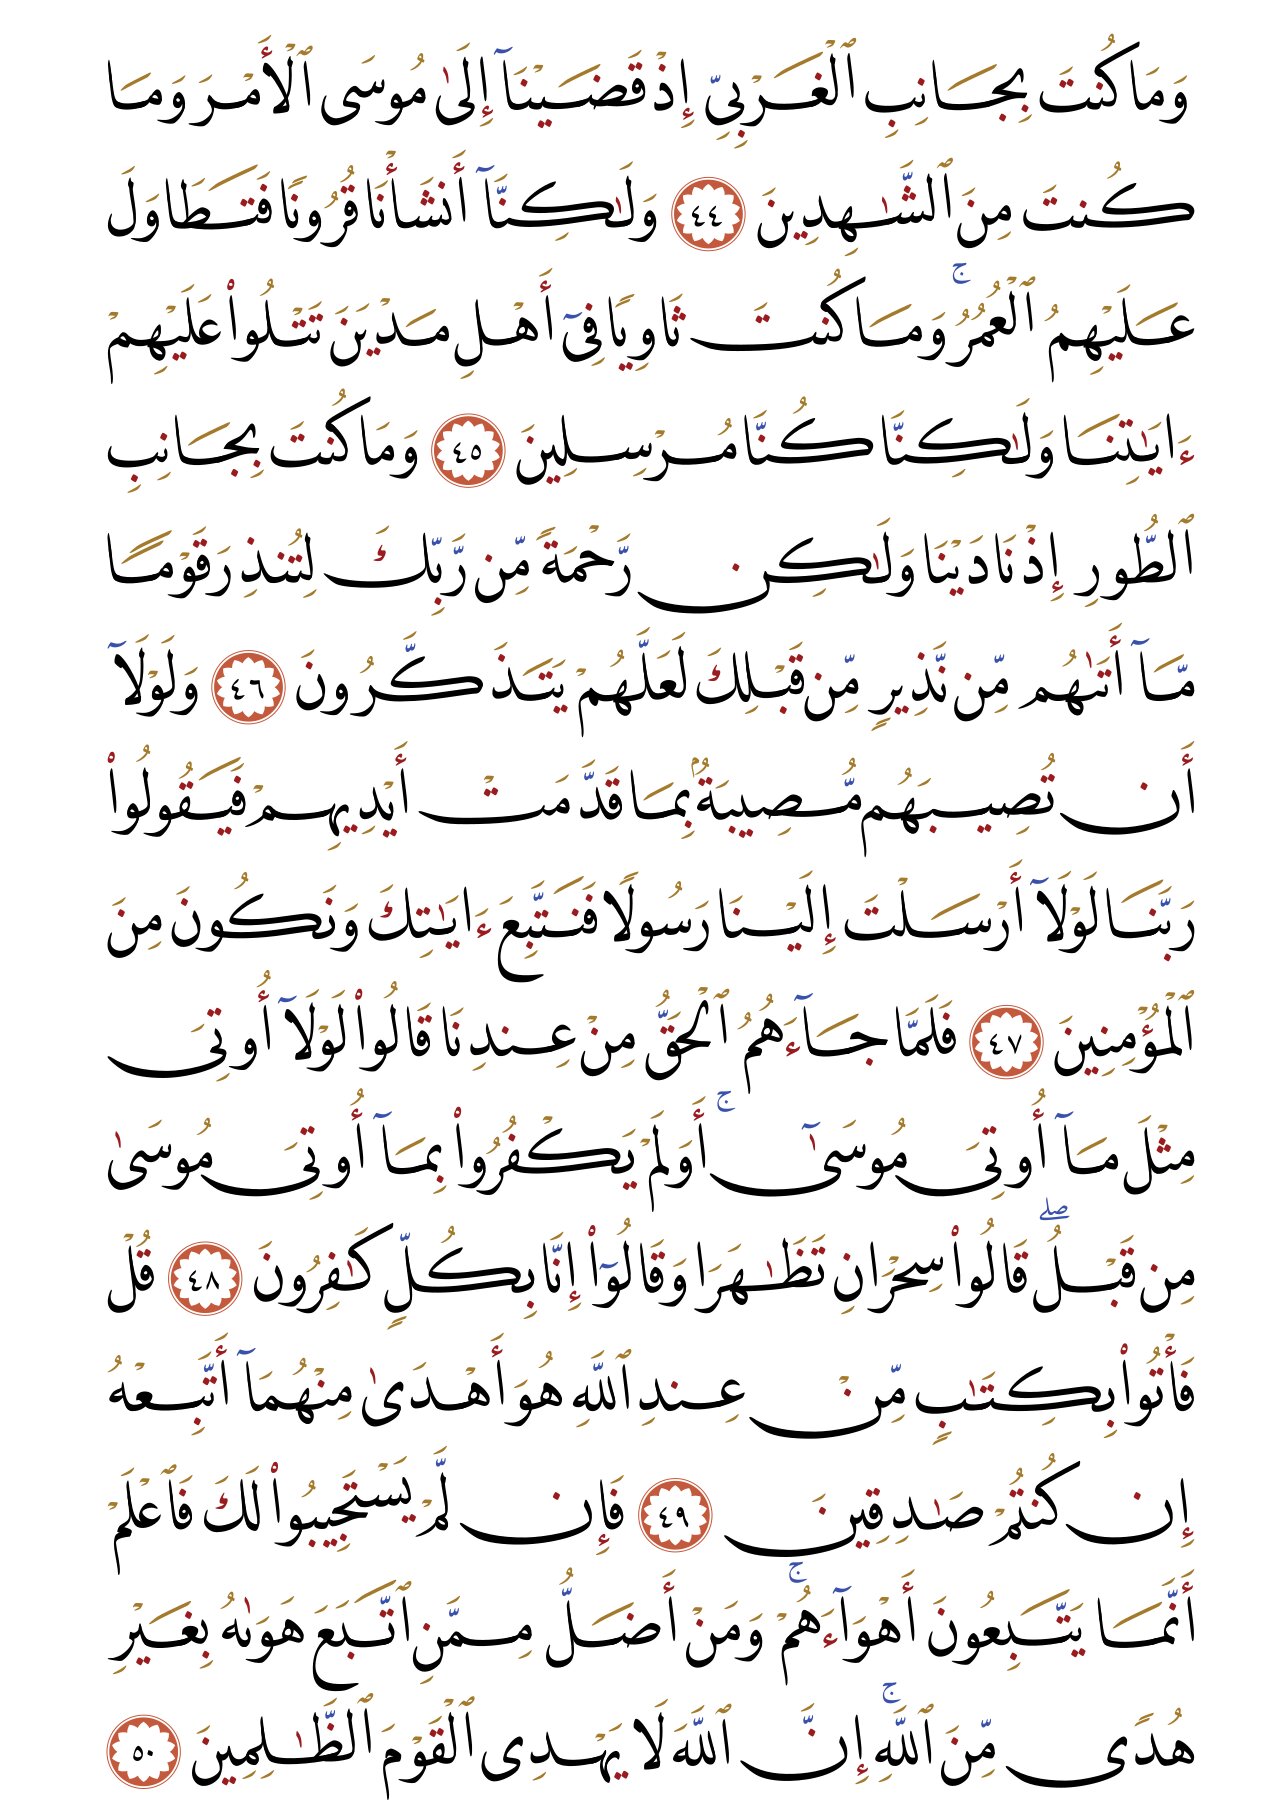 وَمَا كُنتَ بِجَانِبِ ٱلْغَرْبِىِّ إِذْ قَضَيْنَآ إِلَىٰ مُوسَى ٱلْأَمْرَ وَمَا
كُنتَ مِنَ ٱلشَّـٰهِدِينَ ٤٤ وَلَـٰكِنَّآ أَنشَأْنَا قُرُونًا فَتَطَاوَلَ
عَلَيْهِمُ ٱلْعُمُرُ ۚ وَمَا كُنتَ ثَاوِيًا فِىٓ أَهْلِ مَدْيَنَ تَتْلُوا۟ عَلَيْهِمْ
ءَايَـٰتِنَا وَلَـٰكِنَّا كُنَّا مُرْسِلِينَ ٤٥ وَمَا كُنتَ بِجَانِبِ
ٱلطُّورِ إِذْ نَادَيْنَا وَلَـٰكِن رَّحْمَةً مِّن رَّبِّكَ لِتُنذِرَ قَوْمًا
مَّآ أَتَىٰهُم مِّن نَّذِيرٍ مِّن قَبْلِكَ لَعَلَّهُمْ يَتَذَكَّرُونَ ٤٦ وَلَوْلَآ
أَن تُصِيبَهُم مُّصِيبَةٌۢ بِمَا قَدَّمَتْ أَيْدِيهِمْ فَيَقُولُوا۟
رَبَّنَا لَوْلَآ أَرْسَلْتَ إِلَيْنَا رَسُولًا فَنَتَّبِعَ ءَايَـٰتِكَ وَنَكُونَ مِنَ
ٱلْمُؤْمِنِينَ ٤٧ فَلَمَّا جَآءَهُمُ ٱلْحَقُّ مِنْ عِندِنَا قَالُوا۟ لَوْلَآ أُوتِىَ
مِثْلَ مَآ أُوتِىَ مُوسَىٰٓ ۚ أَوَلَمْ يَكْفُرُوا۟ بِمَآ أُوتِىَ مُوسَىٰ
مِن قَبْلُ ۖ قَالُوا۟ سِحْرَانِ تَظَـٰهَرَا وَقَالُوٓا۟ إِنَّا بِكُلٍّ كَـٰفِرُونَ ٤٨ قُلْ
فَأْتُوا۟ بِكِتَـٰبٍ مِّنْ عِندِ ٱللَّهِ هُوَ أَهْدَىٰ مِنْهُمَآ أَتَّبِعْهُ
إِن كُنتُمْ صَـٰدِقِينَ ٤٩ فَإِن لَّمْ يَسْتَجِيبُوا۟ لَكَ فَٱعْلَمْ
أَنَّمَا يَتَّبِعُونَ أَهْوَآءَهُمْ ۚ وَمَنْ أَضَلُّ مِمَّنِ ٱتَّبَعَ هَوَىٰهُ بِغَيْرِ
هُدًى مِّنَ ٱللَّهِ ۚ إِنَّ ٱللَّهَ لَا يَهْدِى ٱلْقَوْمَ ٱلظَّـٰلِمِينَ ٥٠